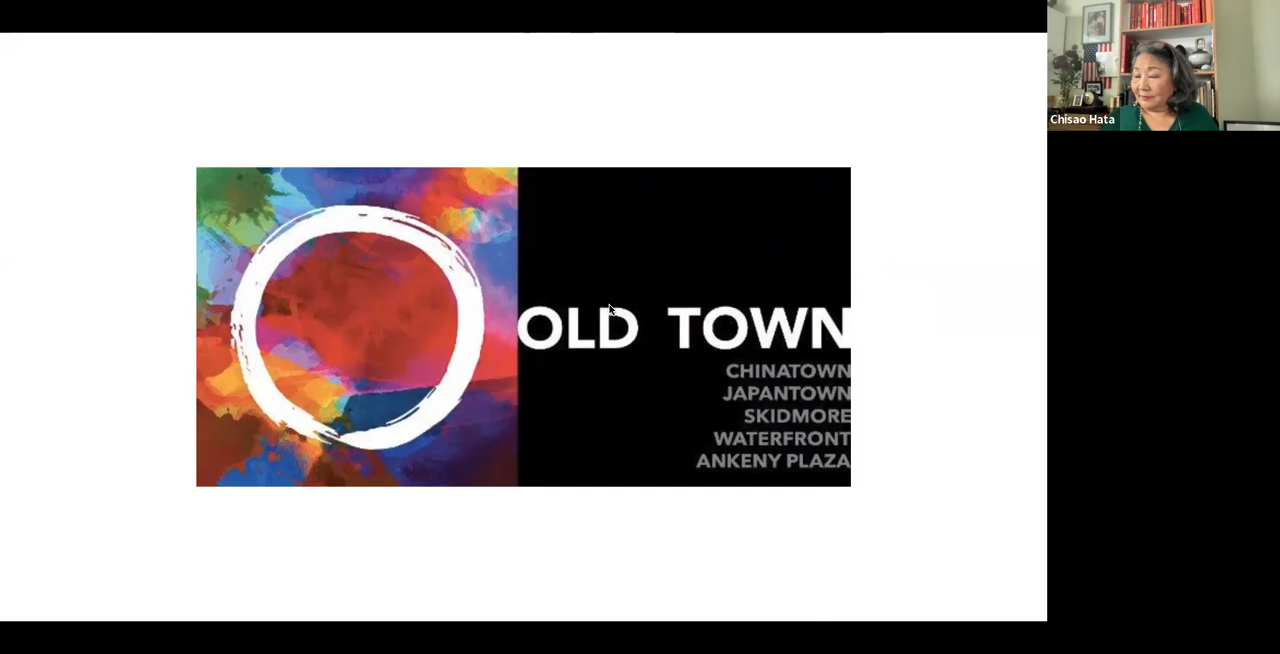 Chisao Hata
OLD TOWN
CHINATOWN
JAPANTOWN
SKIDMORE
WATERFRONT
ANKENY PLAZA